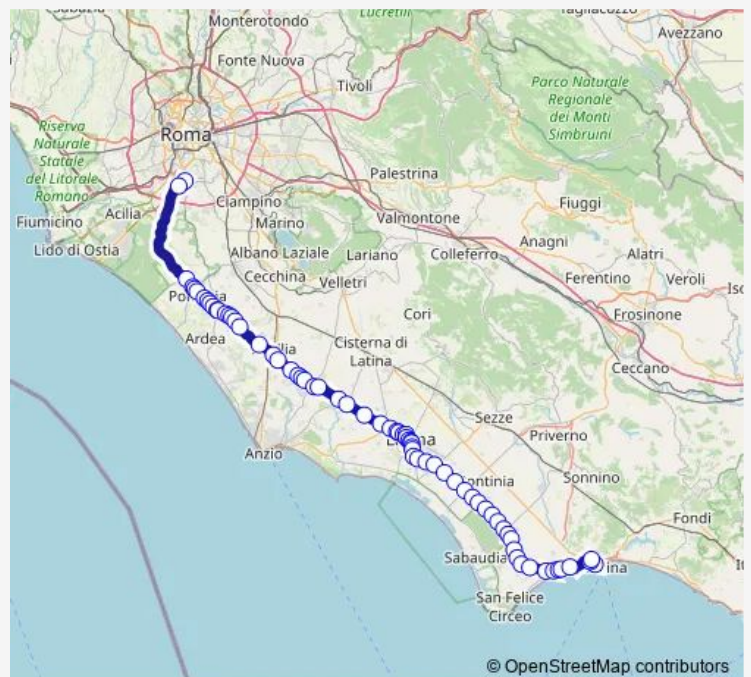 Monterotondo
Lucretili
Tagliacozzo
Avezzano
Fonte Nuova
Tivoli
Parco Naturale
Regionale
dei Monti
Simbruini
Riserva
Naturale
Statale
del Litorale
Romano
Roma
Palestrina
Fiuggi
Fiumicino
Acilia
Ciampino
Marino
Valmontone
Anagni
Alatri
Lido di Ostia
Albano Laziale
Lariano
Colleferro
Cecchina
Velletri
Ferentino
Veroli
Frosinone
Ardea
Cori
Cisterna di
Latina
Ceccano
Sezze
Priverno
Anzio
Sonnino
Fondi
Sabaudia
San Felice
Circeo
© OpenStreetMap contributors